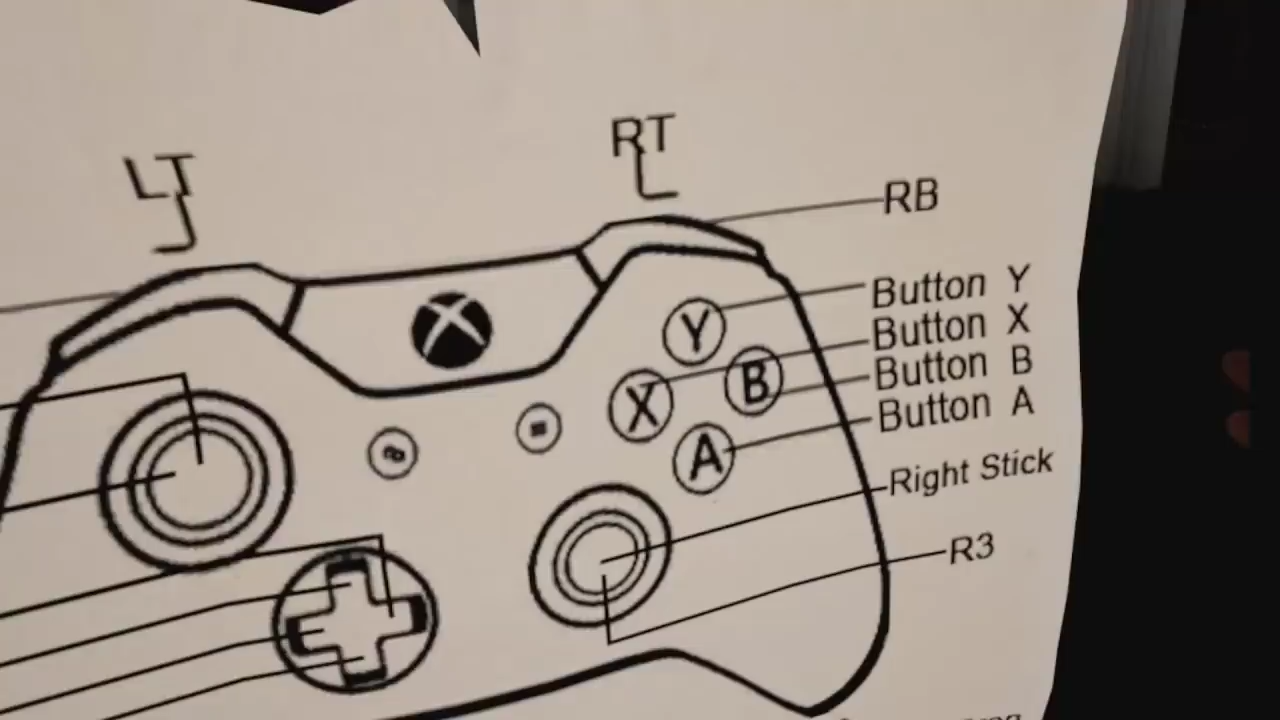 LT
RT
RB
Button Y
Button X
Button B
Button A
Right Stick
R3
Y
X
B
A